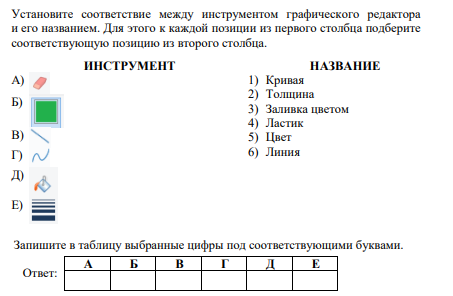 Установите соответствие между инструментом графического редактора
и его названием. Для этого к каждой позиции из первого столбца подберите
соответствующую позицию из второго столбца.
ИНСТРУМЕНТ
А)
Б)
В)
Г)
Д)
Е)
НАЗВАНИЕ
1) Кривая
2) Толщина
3) Заливка цветом
4) Ластик
5) Цвет
6) Линия
Запишите в таблицу выбранные цифры под соответствующими буквами.
Ответ:
А Б В Г Д Е